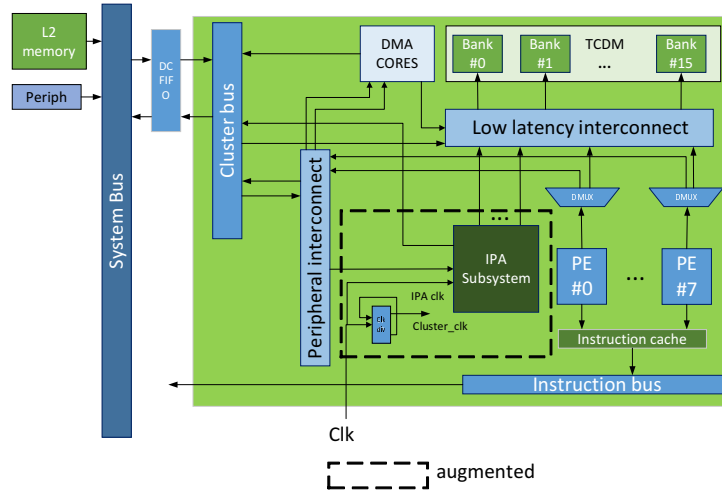 L2
memory
Periph
System Bus
DC
FIF
O
Cluster bus
DMA
CORES
TCDM
Bank
#0
Bank
#1
...
Bank
#15
Low latency interconnect
Peripheral interconnect
DMUX
DMUX
...
IPA
Subsystem
PE
#0
...
PE
#7
IPA clk
Clk
div
Cluster_clk
Instruction cache
Instruction bus
Clk
augmented